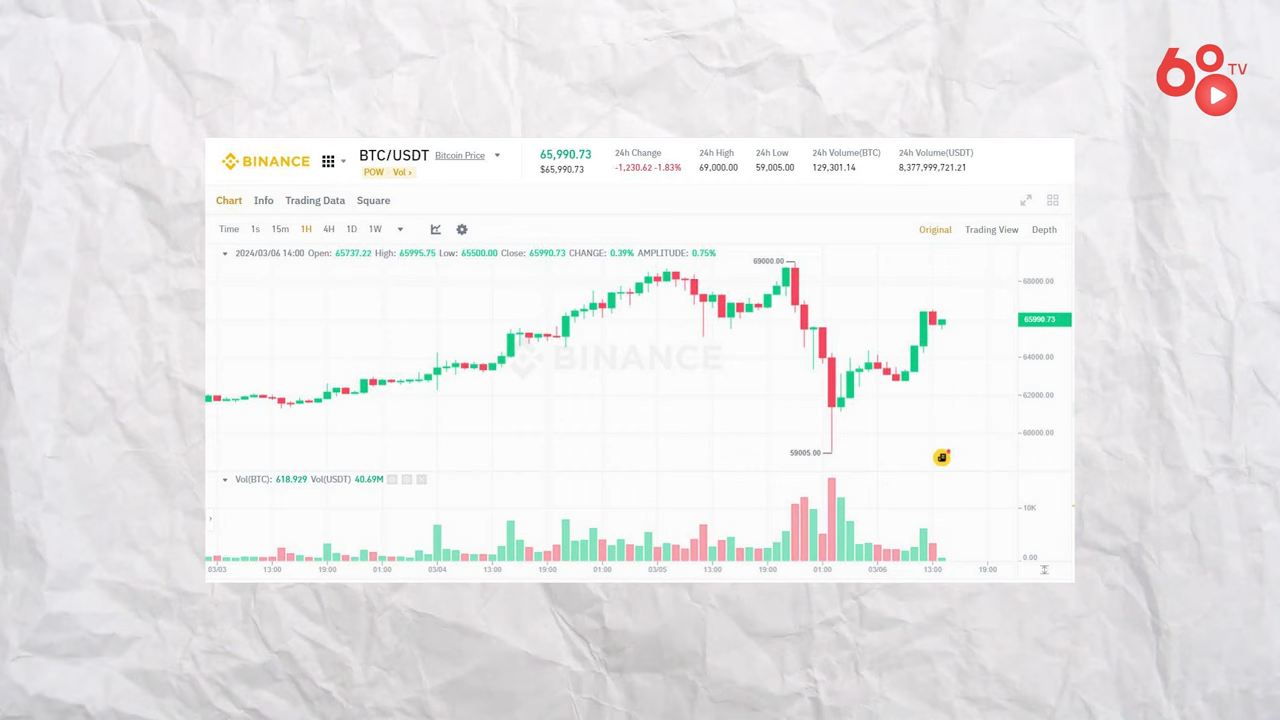 68 TV
BINANCE BTC/USDT Bitcoin Price 65,990.73 24h Change 24h High 24h Low 24h Volume(BTC) 24h Volume(USDT)
POW · Vol › $65,990.73 -1,230.62 -1.83% 69,000.00 59,005.00 129,301.14 8,377,999,721.21
Chart Info Trading Data Square
Time 1s 15m 1H 4H 1D 1W Original Trading View Depth
2024/03/06 14:00 Open: 65737.22 High: 65995.75 Low: 65500.00 Close: 65990.73 CHANGE: 0.39% AMPLITUDE: 0.75%
69000.00
68000.00
65990.73
BINANCE
64000.00
62000.00
60000.00
59005.00
Vol(BTC): 618.929 Vol(USDT) 40.69M
10K
0.00
03/03 13:00 19:00 01:00 03/04 13:00 19:00 01:00 03/05 13:00 19:00 01:00 03/06 13:00 19:00